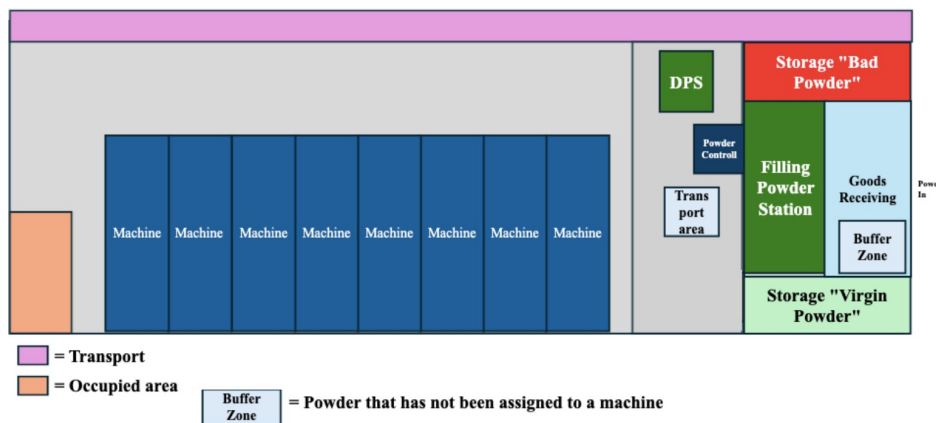 Storage "Bad
Powder"
DPS
Powder
Controll
Filling
Powder
Station
Goods
Receiving
In
Trans
port
area
Buffer
Zone
Machine Machine Machine Machine Machine Machine Machine Machine
Storage "Virgin
Powder"
= Transport
= Occupied area
Buffer
Zone
= Powder that has not been assigned to a machine